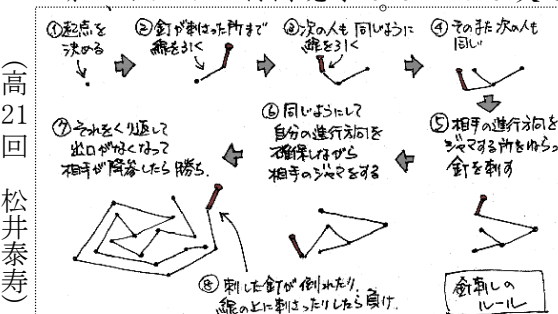 ①起点を
決める
②釘が刺さった所まで
線を引く
③次の人も同じように
線を引く
④そのまた次の人も
同じ
⑤相手の進行方向を
ジャマする所をねらって
釘を刺す
⑥同じようにして
自分の進行方向を
確保しながら
相手のジャマをする
⑦それをくり返して
出口がなくなって
相手が降参したら勝ち.
⑧刺した釘が倒れたり,
線の上に刺さったりしたら負け.
釘刺しの
ルール
(高21回 松井泰寿)